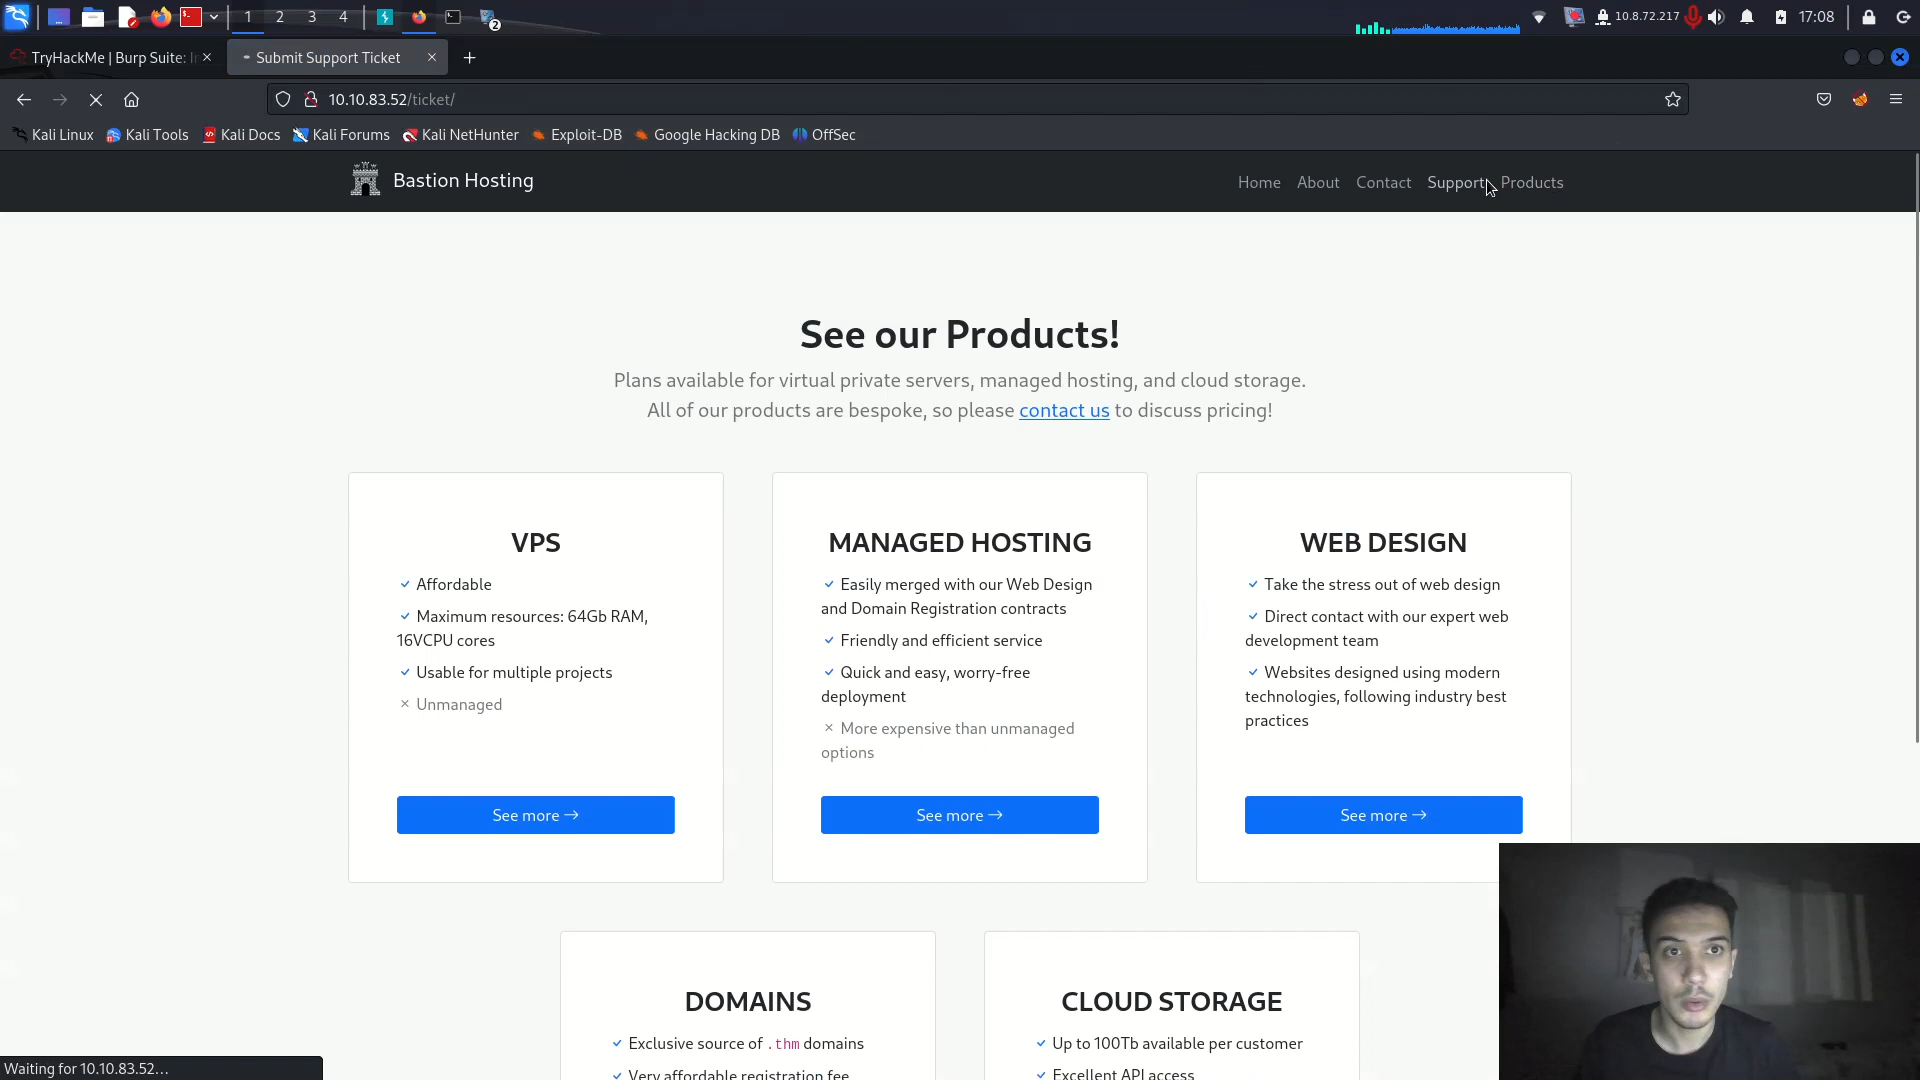 1 2 3 4 2 10.8.72.217 17:08
TryHackMe | Burp Suite: I
Submit Support Ticket
10.10.83.52/ticket/
Kali Linux Kali Tools Kali Docs Kali Forums Kali NetHunter Exploit-DB Google Hacking DB OffSec
Bastion Hosting
Home About Contact Support Products
See our Products!
Plans available for virtual private servers, managed hosting, and cloud storage.
All of our products are bespoke, so please contact us to discuss pricing!
VPS
Affordable
Maximum resources: 64Gb RAM,
16VCPU cores
Usable for multiple projects
Unmanaged
See more →
MANAGED HOSTING
Easily merged with our Web Design
and Domain Registration contracts
Friendly and efficient service
Quick and easy, worry-free
deployment
More expensive than unmanaged
options
See more →
WEB DESIGN
Take the stress out of web design
Direct contact with our expert web
development team
Websites designed using modern
technologies, following industry best
practices
See more →
DOMAINS
Exclusive source of .thm domains
Very affordable registration fee
CLOUD STORAGE
Up to 100Tb available per customer
Excellent API access
Waiting for 10.10.83.52…